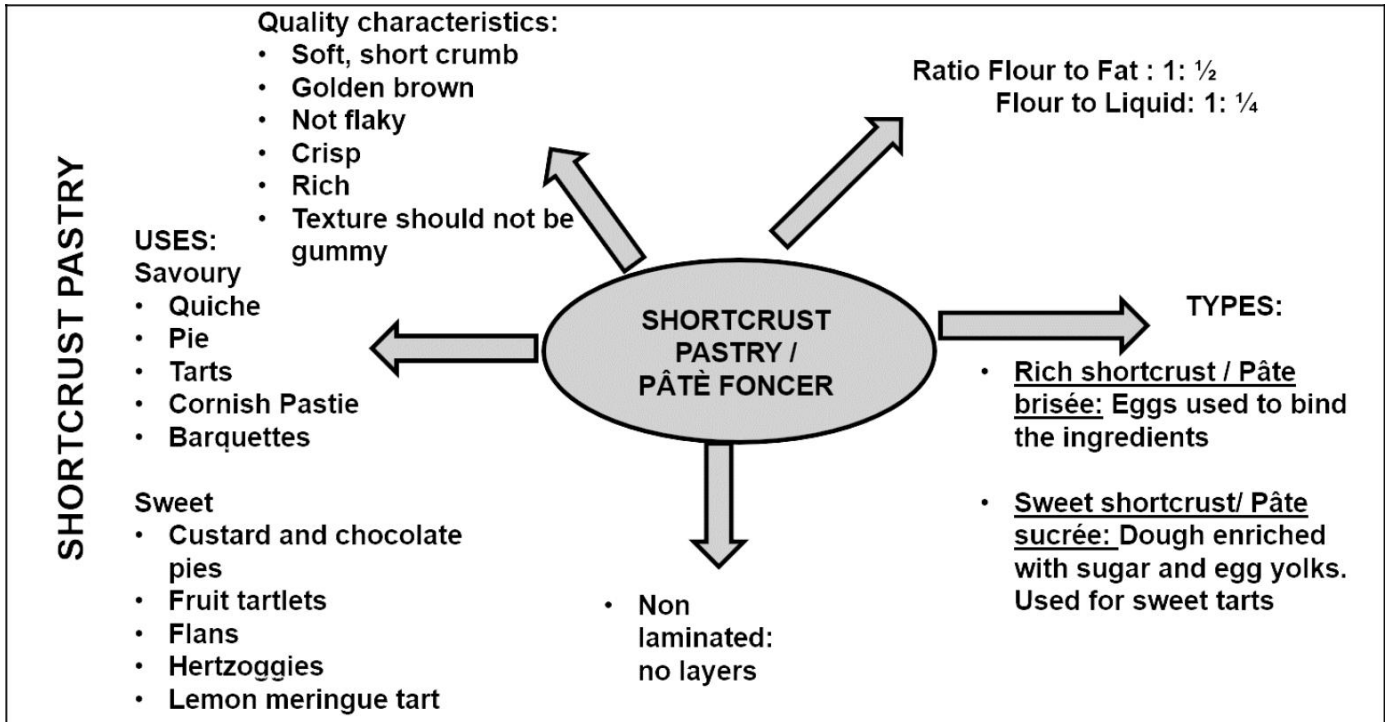 SHORTCRUST PASTRY
Quality characteristics:
• Soft, short crumb
• Golden brown
• Not flaky
• Crisp
• Rich
• Texture should not be
gummy
Ratio Flour to Fat : 1: ½
Flour to Liquid: 1: ¼
USES:
Savoury
• Quiche
• Pie
• Tarts
• Cornish Pastie
• Barquettes
Sweet
• Custard and chocolate
pies
• Fruit tartlets
• Flans
• Hertzoggies
• Lemon meringue tart
SHORTCRUST
PASTRY /
PÂTÈ FONCER
• Non
laminated:
no layers
TYPES:
• Rich shortcrust / Pâte
brisée: Eggs used to bind
the ingredients
• Sweet shortcrust/ Pâte
sucrée: Dough enriched
with sugar and egg yolks.
Used for sweet tarts